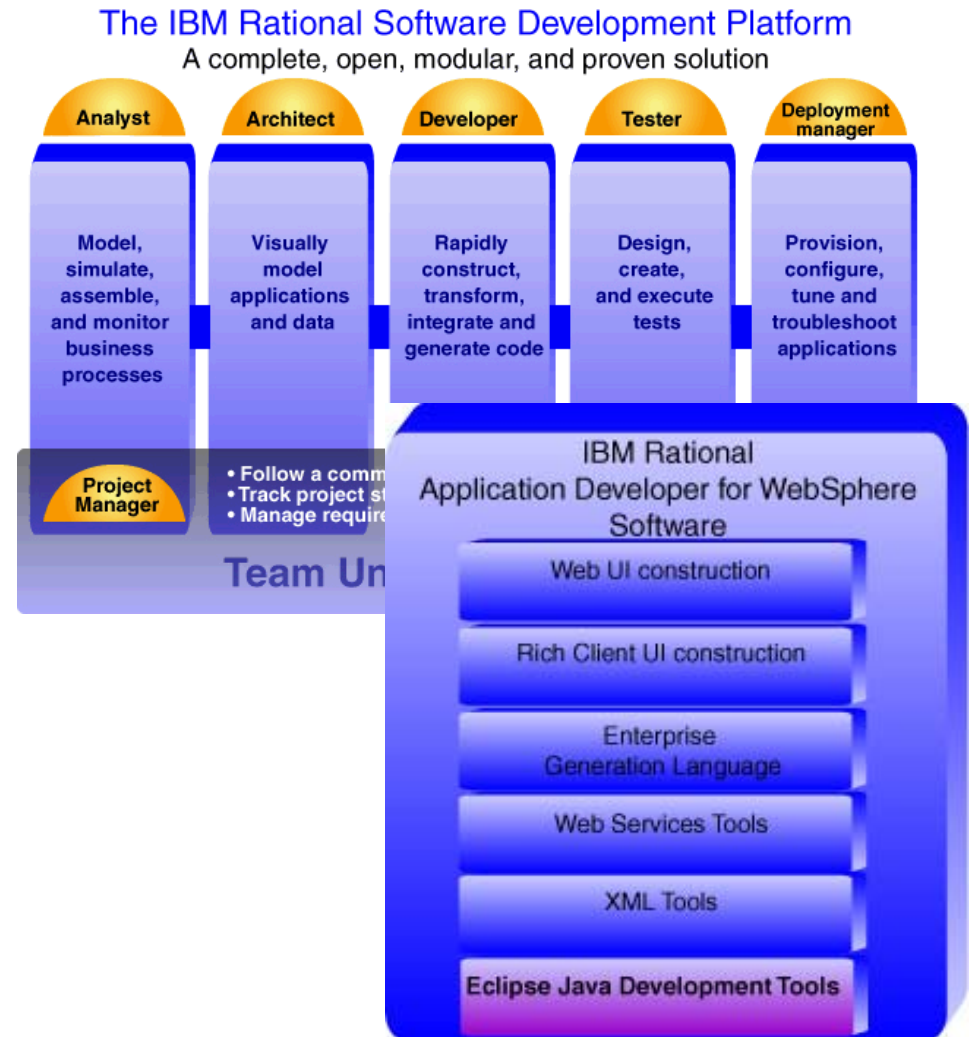 The IBM Rational Software Development Platform
A complete, open, modular, and proven solution
Analyst
Architect
Developer
Tester
Deployment
manager
Model,
simulate,
assemble,
and monitor
business
processes
Visually
model
applications
and data
Rapidly
construct,
transform,
integrate and
generate code
Design,
create,
and execute
tests
Provision,
configure,
tune and
troubleshoot
applications
Project
Manager
• Follow a comm
• Track project st
• Manage require
Team Un
IBM Rational
Application Developer for WebSphere
Software
Web UI construction
Rich Client UI construction
Enterprise
Generation Language
Web Services Tools
XML Tools
Eclipse Java Development Tools